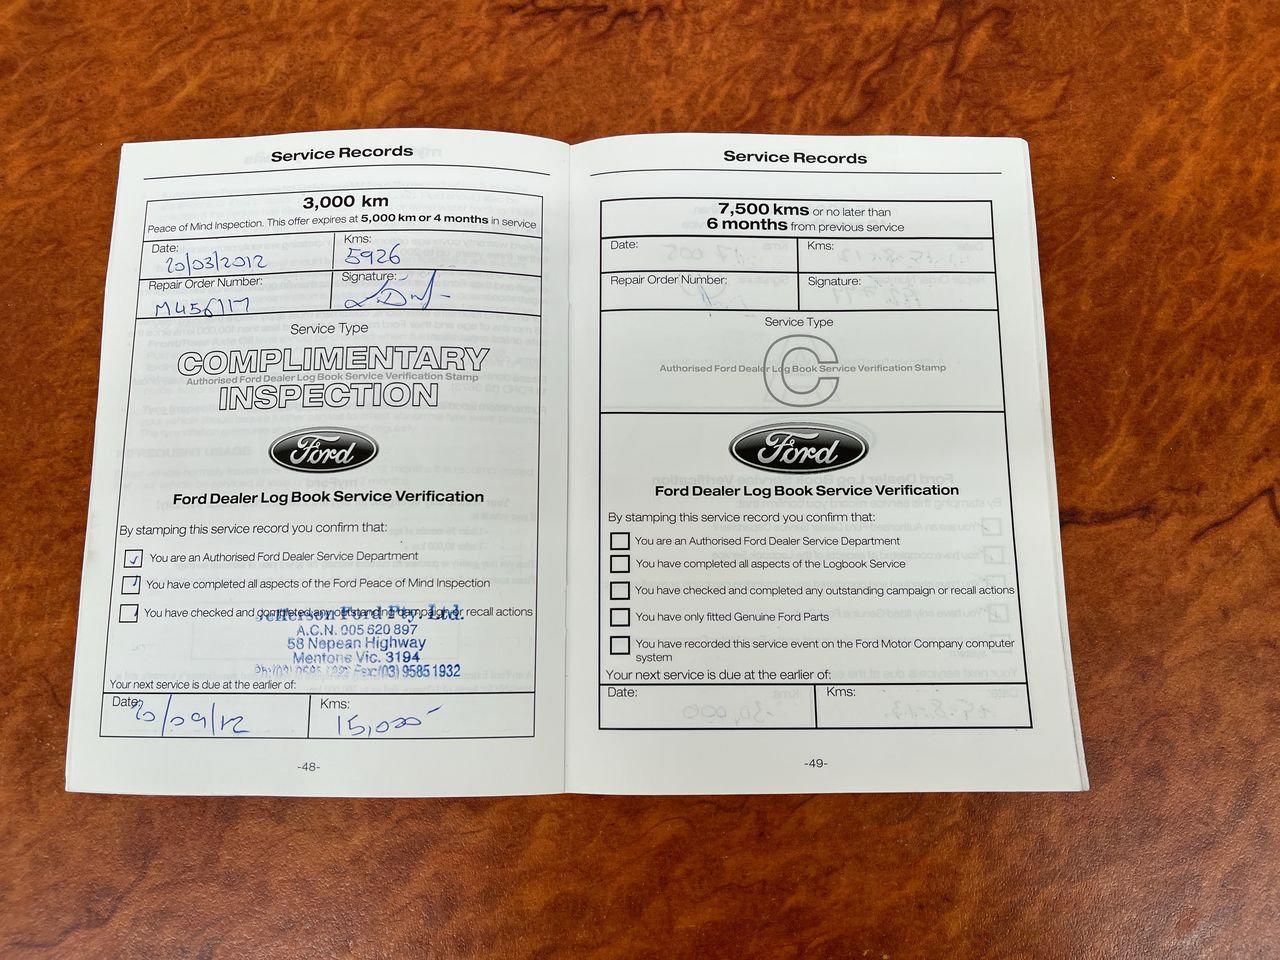 Service Records
3,000 km
Peace of Mind Inspection. This offer expires at 5,000 km or 4 months in service
Date:
20/03/2012
Kms:
5926
Repair Order Number:
Signature:
Service Type
COMPLIMENTARY
Authorised Ford Dealer Log Book Service Verification Stamp
INSPECTION
Ford
Ford Dealer Log Book Service Verification
By stamping this service record you confirm that:
You are an Authorised Ford Dealer Service Department
You have completed all aspects of the Ford Peace of Mind Inspection
You have checked and completed any outstanding campaign or recall actions
Jefferson Ford Pty. Ltd.
A.C.N. 005 620 897
58 Nepean Highway
Mentone Vic. 3194
Fax:(03) 9585 1932
Your next service is due at the earlier of:
Date:
20/09/12
Kms:
15,000
-48-
Service Records
7,500 kms or no later than
6 months from previous service
Date:
Kms:
Repair Order Number:
Signature:
Service Type
C
Authorised Ford Dealer Log Book Service Verification Stamp
Ford
Ford Dealer Log Book Service Verification
By stamping this service record you confirm that:
You are an Authorised Ford Dealer Service Department
You have completed all aspects of the Logbook Service
You have checked and completed any outstanding campaign or recall actions
You have only fitted Genuine Ford Parts
You have recorded this service event on the Ford Motor Company computer
system
Your next service is due at the earlier of:
Date:
Kms:
-49-